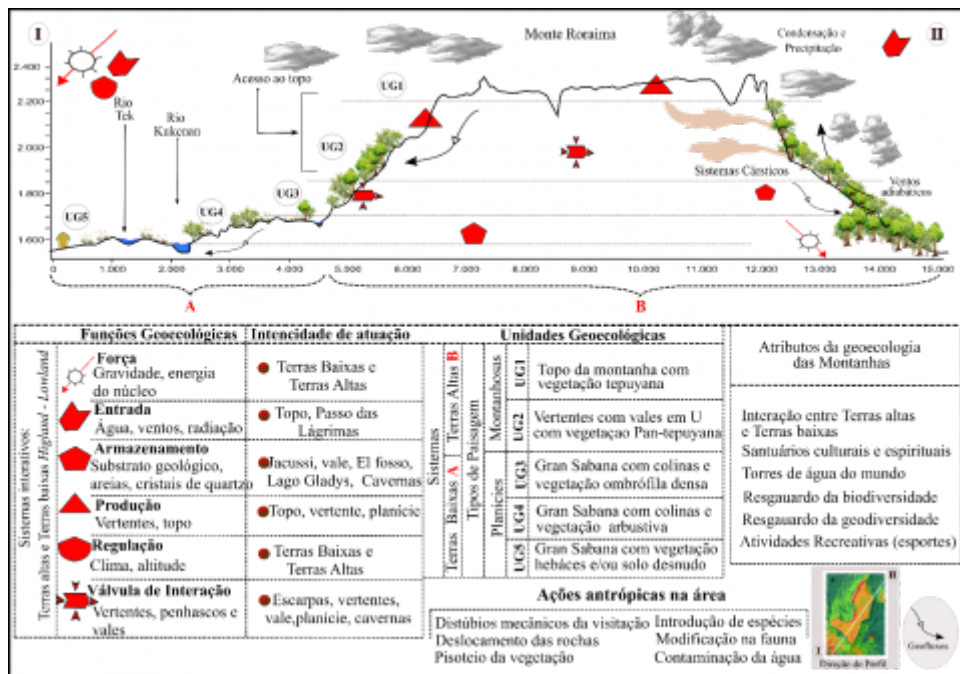 I
Monte Roraima
Condensação e
Precipitação
II
2.400
2.200
2.000
1.800
1.600
Acesso ao topo
UG1
UG2
UG3
UG4
UG5
Rio
Tek
Rio
Kukenan
Sistemas Cársticos
Ventos
adiabáticos
0
1.000
2.000
3.000
4.000
5.000
6.000
7.000
8.000
9.000
10.000
11.000
12.000
13.000
14.000
15.000
A
B
Sistemas interativos:
Terras altas e Terras baixas Higland - Lowland
Funções Geoecológicas
Intencidade de atuação
Força
Gravidade, energia
do núcleo
Terras Baixas e
Terras Altas
Entrada
Água, ventos, radiação
Topo, Passo das
Lágrimas
Armazenamento
Substrato geológico,
areias, cristais de quartzo
Jacussi, vale, El fosso,
Lago Gladys, Cavernas
Produção
Vertentes, topo
Topo, vertente, planície
Regulação
Clima, altitude
Terras Baixas e
Terras Altas
Válvula de Interação
Vertentes, penhascos e
vales
Escarpas, vertentes,
vale,planície, cavernas
Unidades Geoecológicas
Sistemas
Terras Baixas A
Terras Altas B
Tipos de Paisagem
Planícies
Montanhosas
UG1
Topo da montanha com
vegetação tepuyana
UG2
Vertentes com vales em U
com vegetaçao Pan-tepuyana
UG3
Gran Sabana com colinas e
vegetação ombrófila densa
UG4
Gran Sabana com colinas e
vegetação arbustiva
UG5
Gran Sabana com vegetação
hebáces e/ou solo desnudo
Atributos da geoecologia
das Montanhas
Interação entre Terras altas
e Terras baixas
Santuários culturais e espirituais
Torres de água do mundo
Resgauardo da biodiversidade
Resgauardo da geodiversidade
Atividades Recreativas (esportes)
Ações antrópicas na área
Distúbios mecânicos da visitação
Deslocamento das rochas
Pisoteio da vegetação
Introdução de espécies
Modificação na fauna
Contaminação da água
II
I
Direção do Perfil
Geofluxos